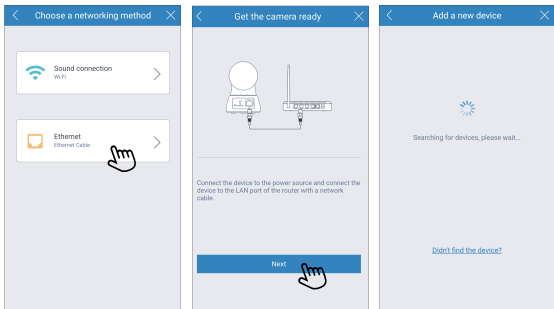 Choose a networking method
Sound connection
Wi-Fi
Ethernet
Ethernet Cable
Get the camera ready
Connect the device to the power source and connect the
device to the LAN port of the router with a network
cable.
Next
Add a new device
Searching for devices, please wait...
Didn't find the device?